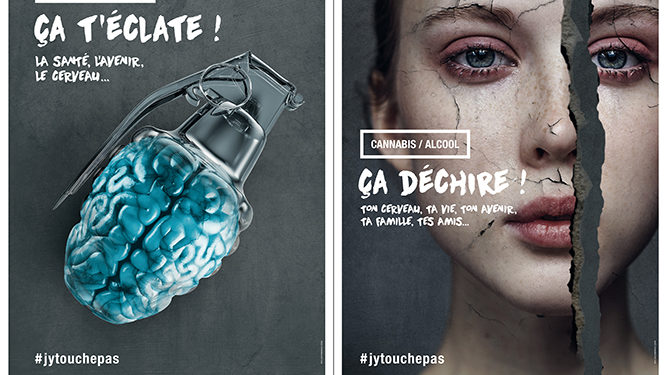 ÇA T'ÉCLATE !
LA SANTÉ, L'AVENIR,
LE CERVEAU...
#jytouchepas
CANNABIS / ALCOOL
ÇA DÉCHIRE !
TON CERVEAU, TA VIE, TON AVENIR,
TA FAMILLE, TES AMIS...
#jytouchepas